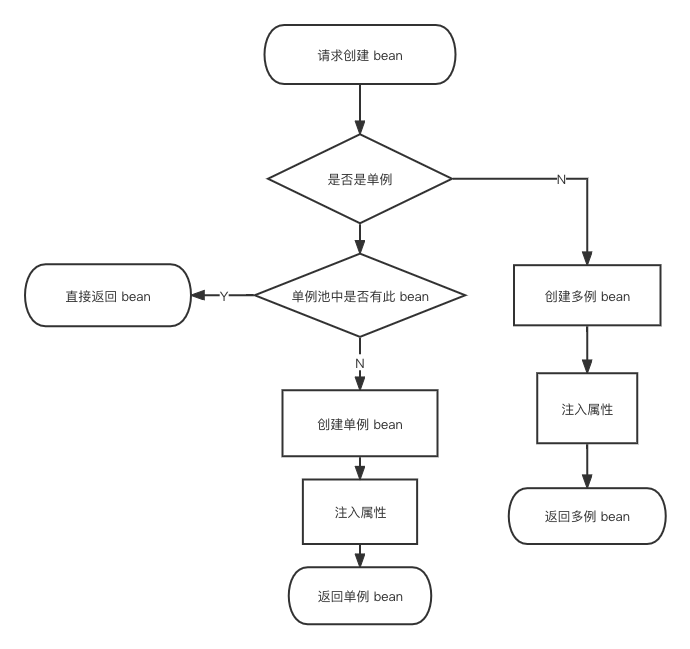 请求创建 bean
是否是单例
N
直接返回 bean
Y
单例池中是否有此 bean
创建多例 bean
N
注入属性
创建单例 bean
注入属性
返回多例 bean
返回单例 bean